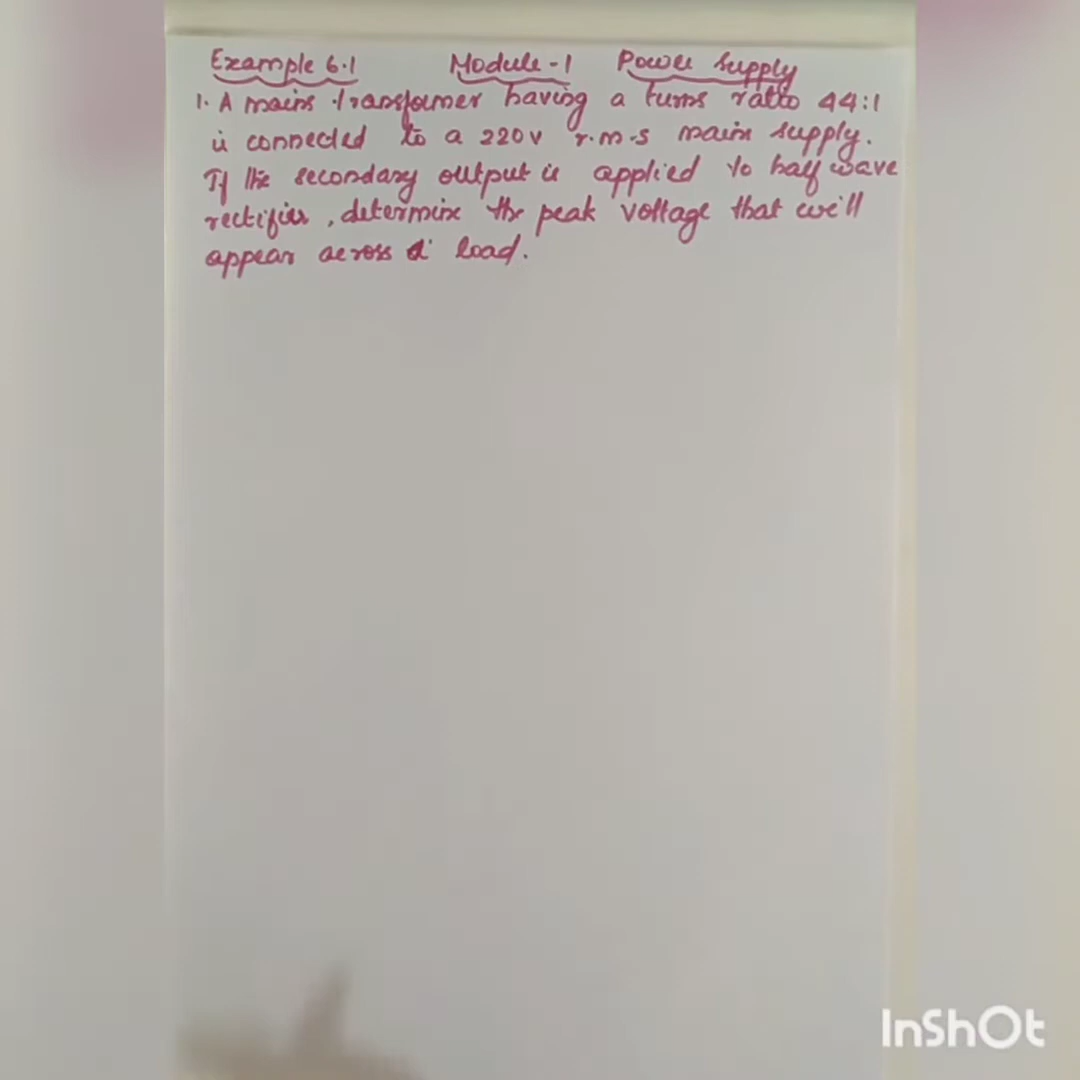 Example 6.1 Module-1 Power Supply
1. A mains transformer having a turns ratio 44:1
is connected to a 220V r.m.s main supply.
If the secondary output is applied to half wave
rectifier, determine the peak voltage that will
appear across a load.
InShOt